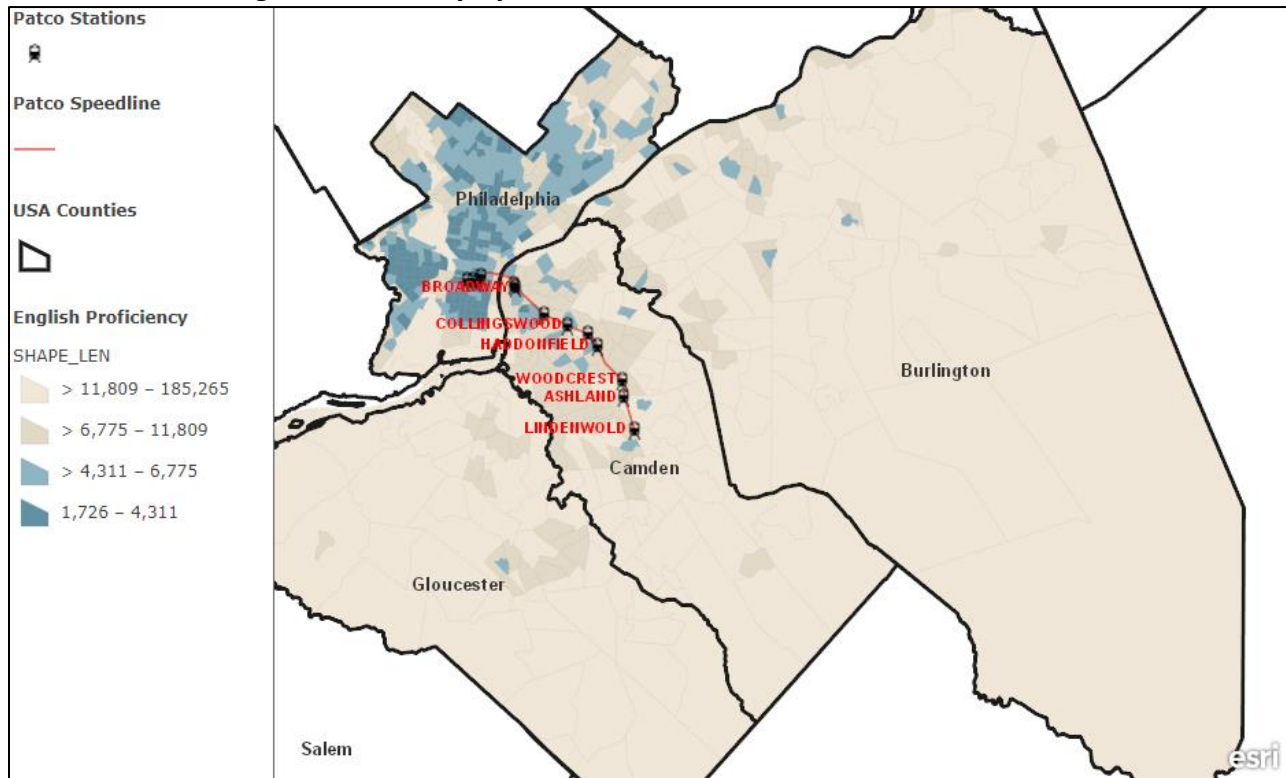 Patco Stations
Patco Speedline
USA Counties
English Proficiency
SHAPE_LEN
> 11,809 – 185,265
> 6,775 – 11,809
> 4,311 – 6,775
1,726 – 4,311
Philadelphia
BROADWAY
COLLINGSWOOD
HADDONFIELD
WOODCREST
ASHLAND
LINDENWOLD
Burlington
Camden
Gloucester
Salem
esri